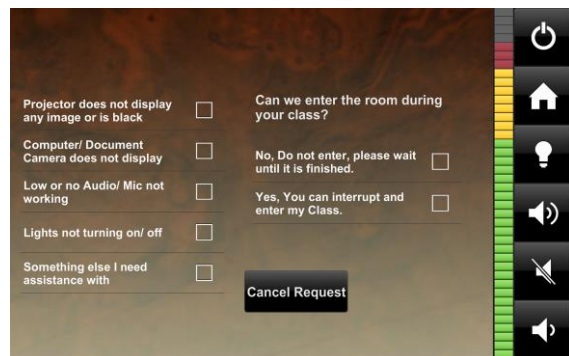 Projector does not display
any image or is black
Computer/ Document
Camera does not display
Low or no Audio/ Mic not
working
Lights not turning on/ off
Something else I need
assistance with
Can we enter the room during
your class?
No, Do not enter, please wait
until it is finished.
Yes, You can interrupt and
enter my Class.
Cancel Request